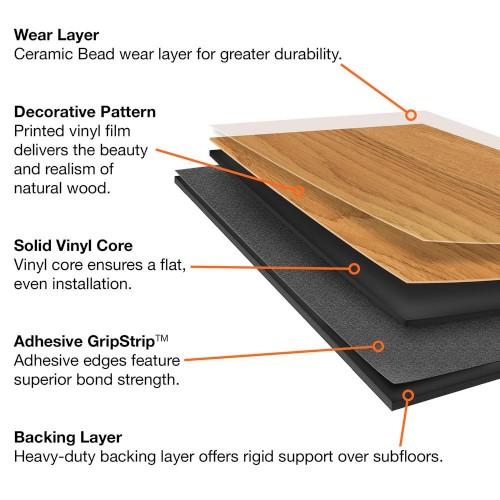 Wear Layer
Ceramic Bead wear layer for greater durability.
Decorative Pattern
Printed vinyl film
delivers the beauty
and realism of
natural wood.
Solid Vinyl Core
Vinyl core ensures a flat,
even installation.
Adhesive GripStrip™
Adhesive edges feature
superior bond strength.
Backing Layer
Heavy-duty backing layer offers rigid support over subfloors.